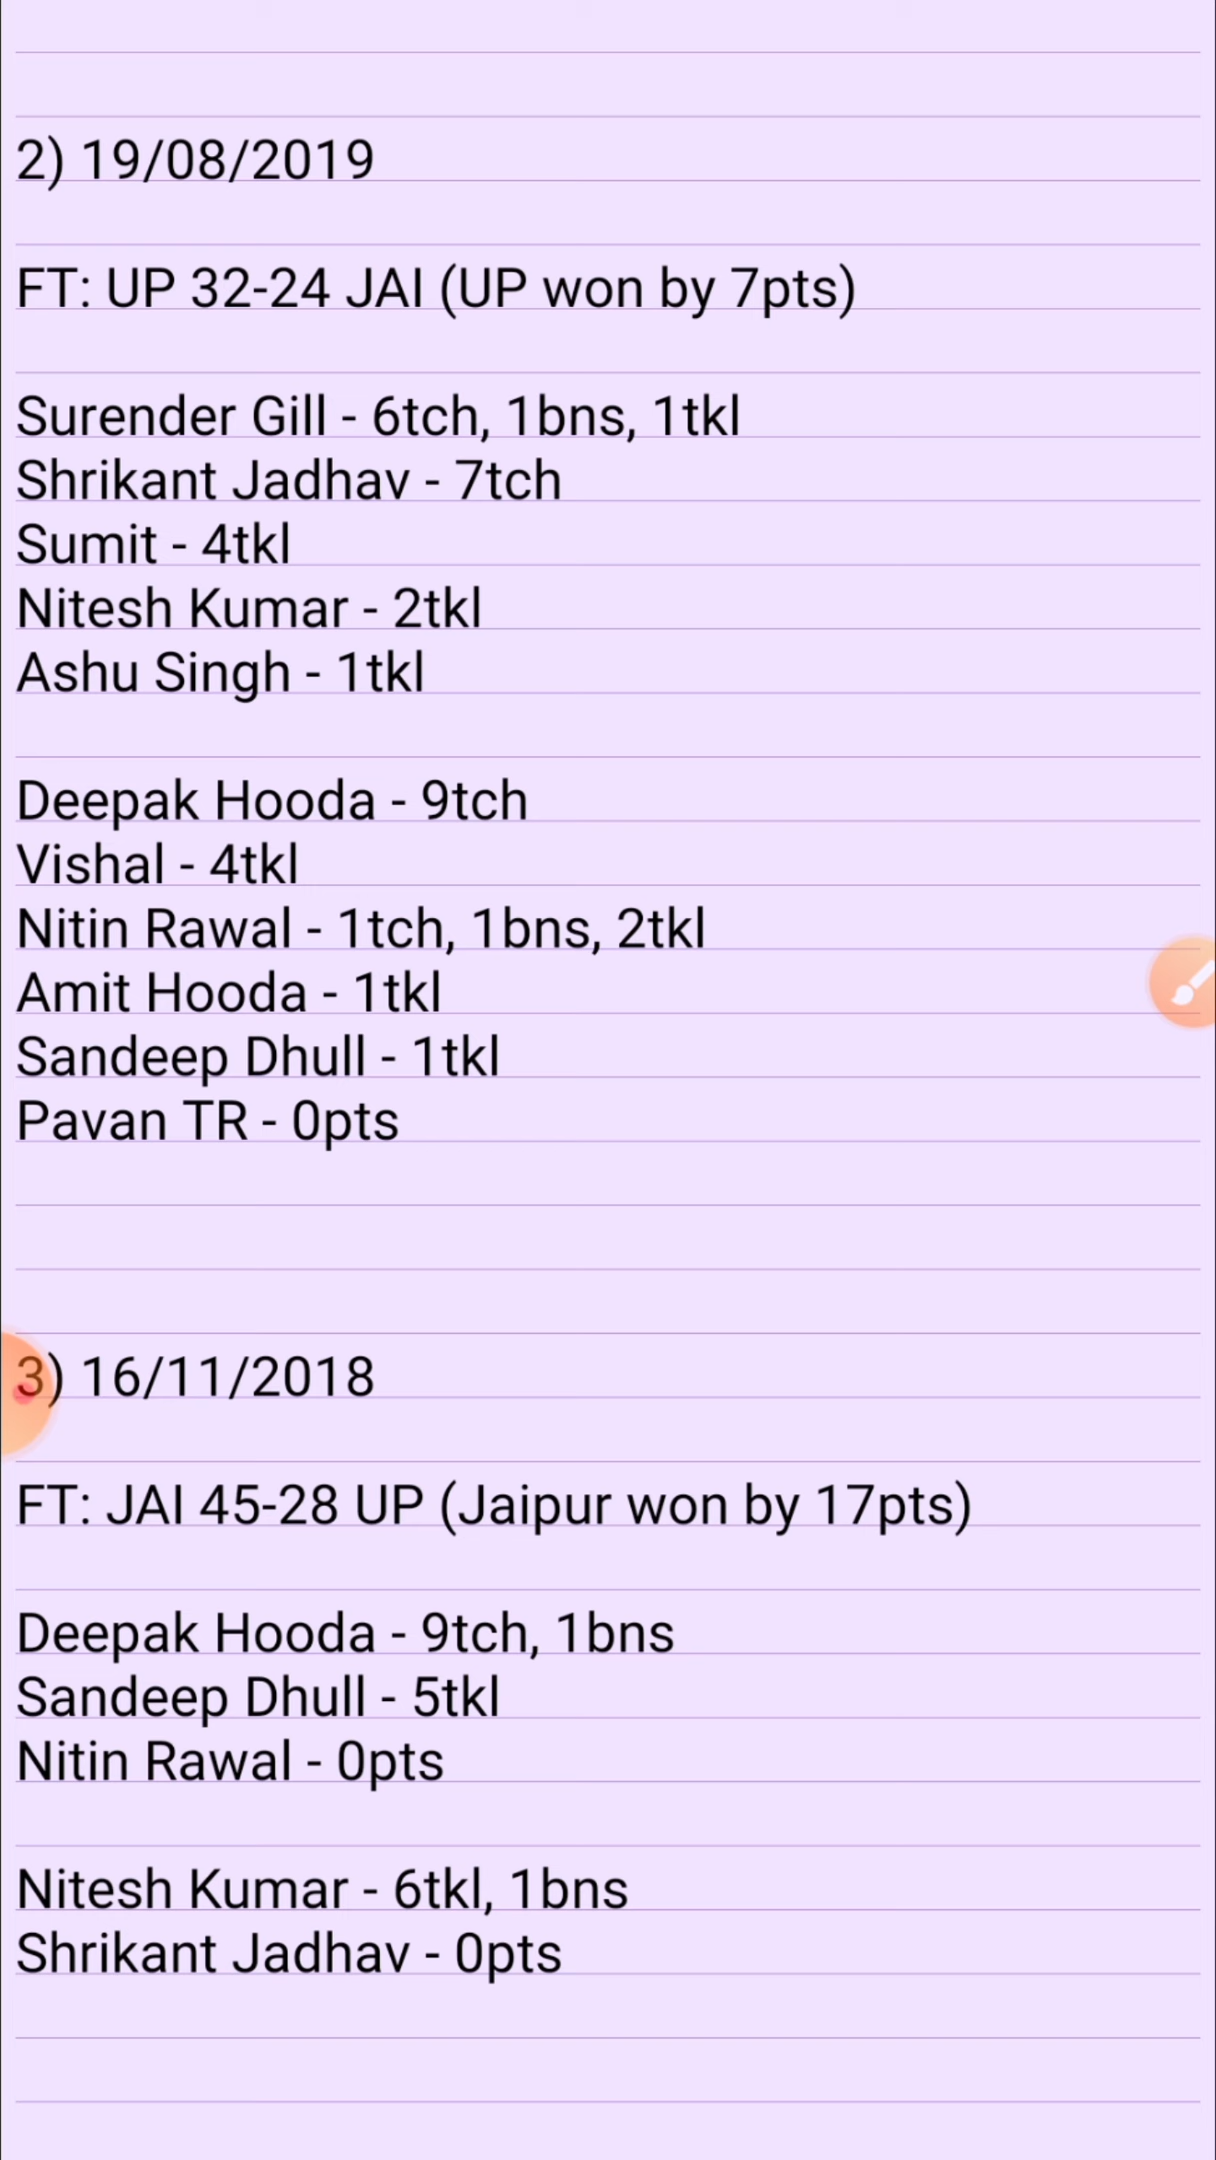 2) 19/08/2019
FT: UP 32-24 JAI (UP won by 7pts)
Surender Gill - 6tch, 1bns, 1tkl
Shrikant Jadhav - 7tch
Sumit - 4tkl
Nitesh Kumar - 2tkl
Ashu Singh - 1tkl
Deepak Hooda - 9tch
Vishal - 4tkl
Nitin Rawal - 1tch, 1bns, 2tkl
Amit Hooda - 1tkl
Sandeep Dhull - 1tkl
Pavan TR - 0pts
3) 16/11/2018
FT: JAI 45-28 UP (Jaipur won by 17pts)
Deepak Hooda - 9tch, 1bns
Sandeep Dhull - 5tkl
Nitin Rawal - 0pts
Nitesh Kumar - 6tkl, 1bns
Shrikant Jadhav - 0pts